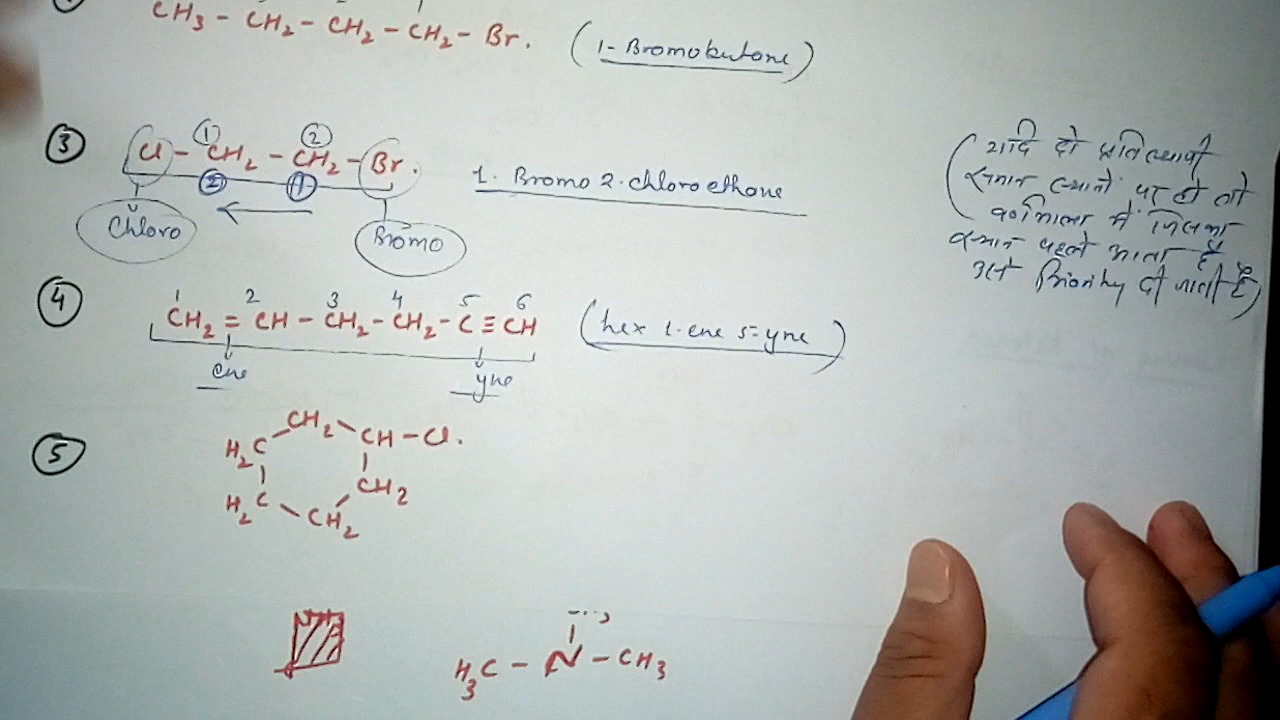 CH3 - CH2 - CH2 - CH2 - Br. (1- Bromobutane)
③ Cl - CH2 - CH2 - Br. 1. Bromo 2. chloro ethane
① ②
② ①
Chloro Bromo
④ CH2 = CH - CH2 - CH2 - C ≡ CH (hex 1-ene 5-yne)
1 2 3 4 5 6
ene yne
⑤ CH2
H2C CH - Cl.
H2C CH2
CH2
H3C - N - CH3
(यदि दो प्रतिस्थापी
समान स्थानों पर हो तो
वर्णमाला में जिसका
स्थान पहले आता है
उसे Priority दी जाती है)